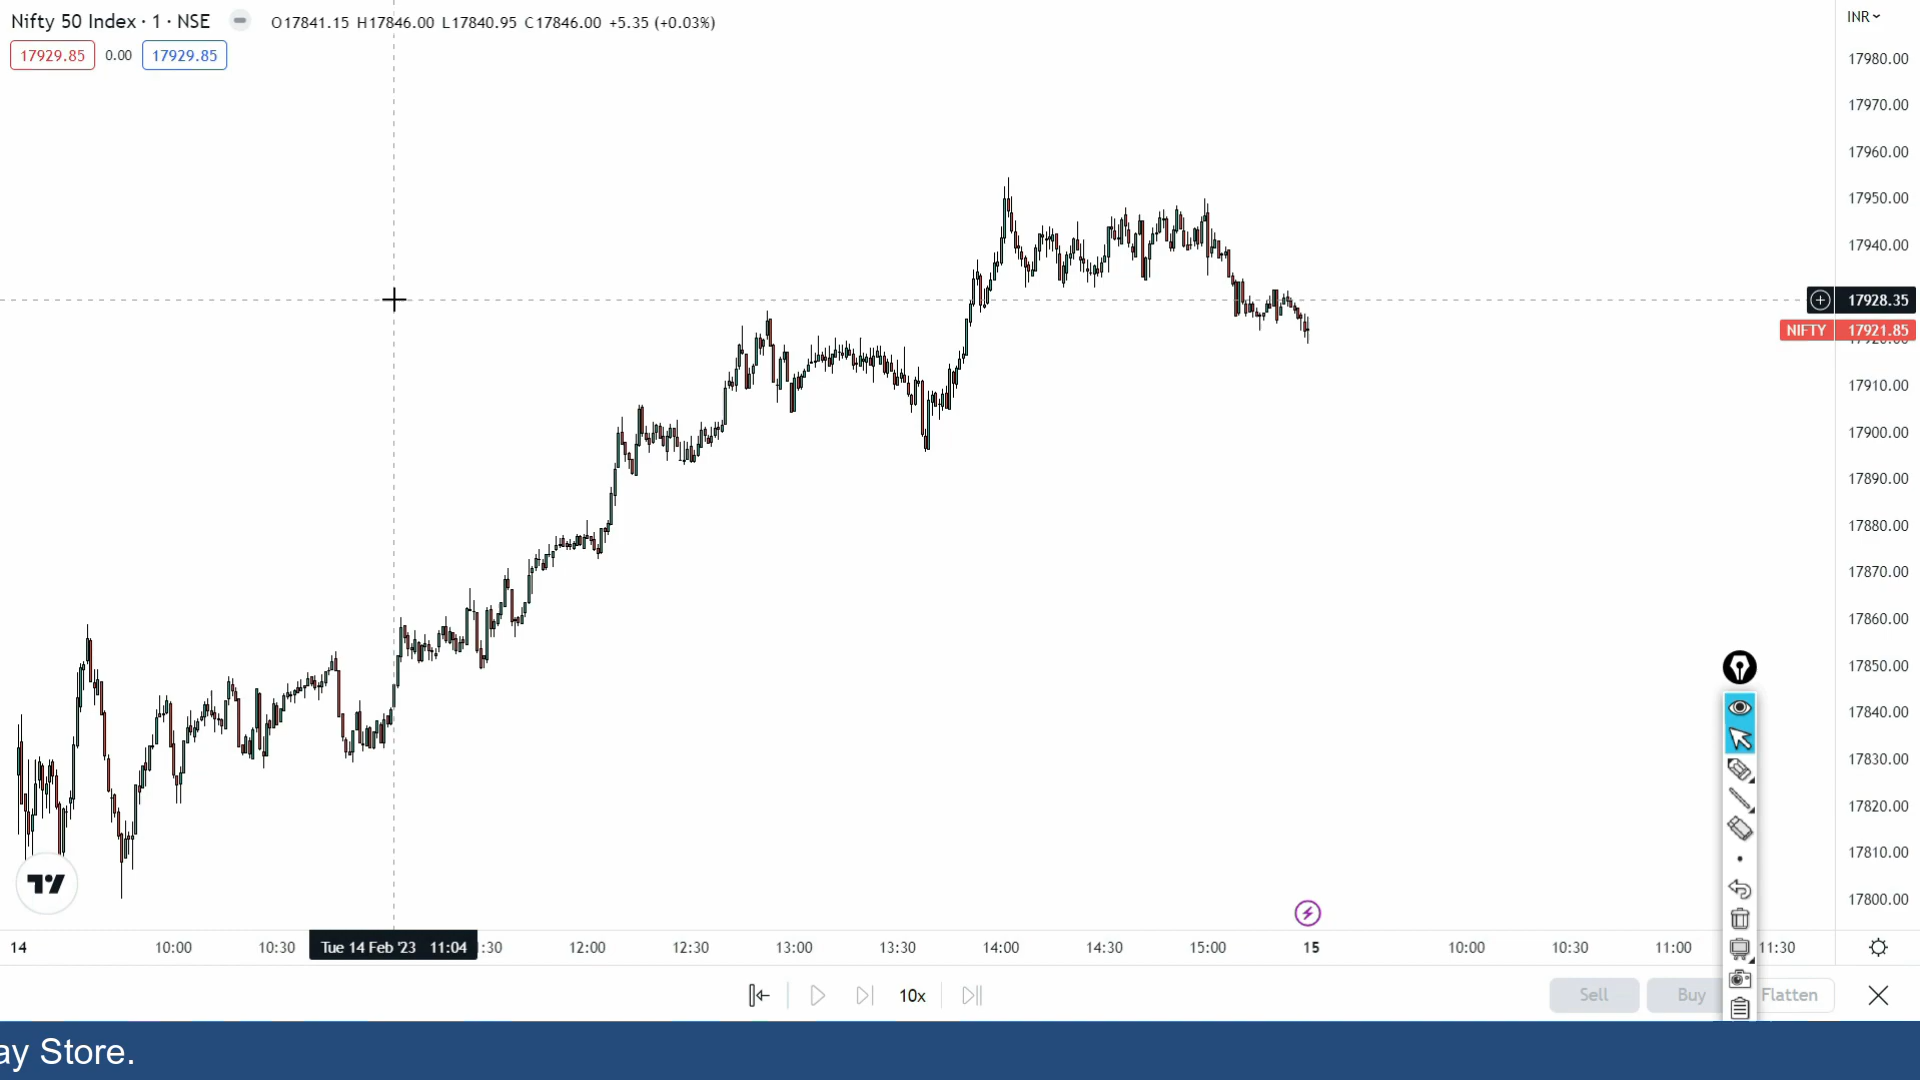 Nifty 50 Index · 1 · NSE O17841.15 H17846.00 L17840.95 C17846.00 +5.35 (+0.03%)
INR
17929.85 0.00 17929.85
17980.00
17970.00
17960.00
17950.00
17940.00
17928.35
NIFTY 17921.85
17910.00
17900.00
17890.00
17880.00
17870.00
17860.00
17850.00
17840.00
17830.00
17820.00
17810.00
17800.00
14 10:00 10:30 Tue 14 Feb '23 11:04 :30 12:00 12:30 13:00 13:30 14:00 14:30 15:00 15 10:00 10:30 11:00 11:30
10x Sell Buy Flatten
ay Store.